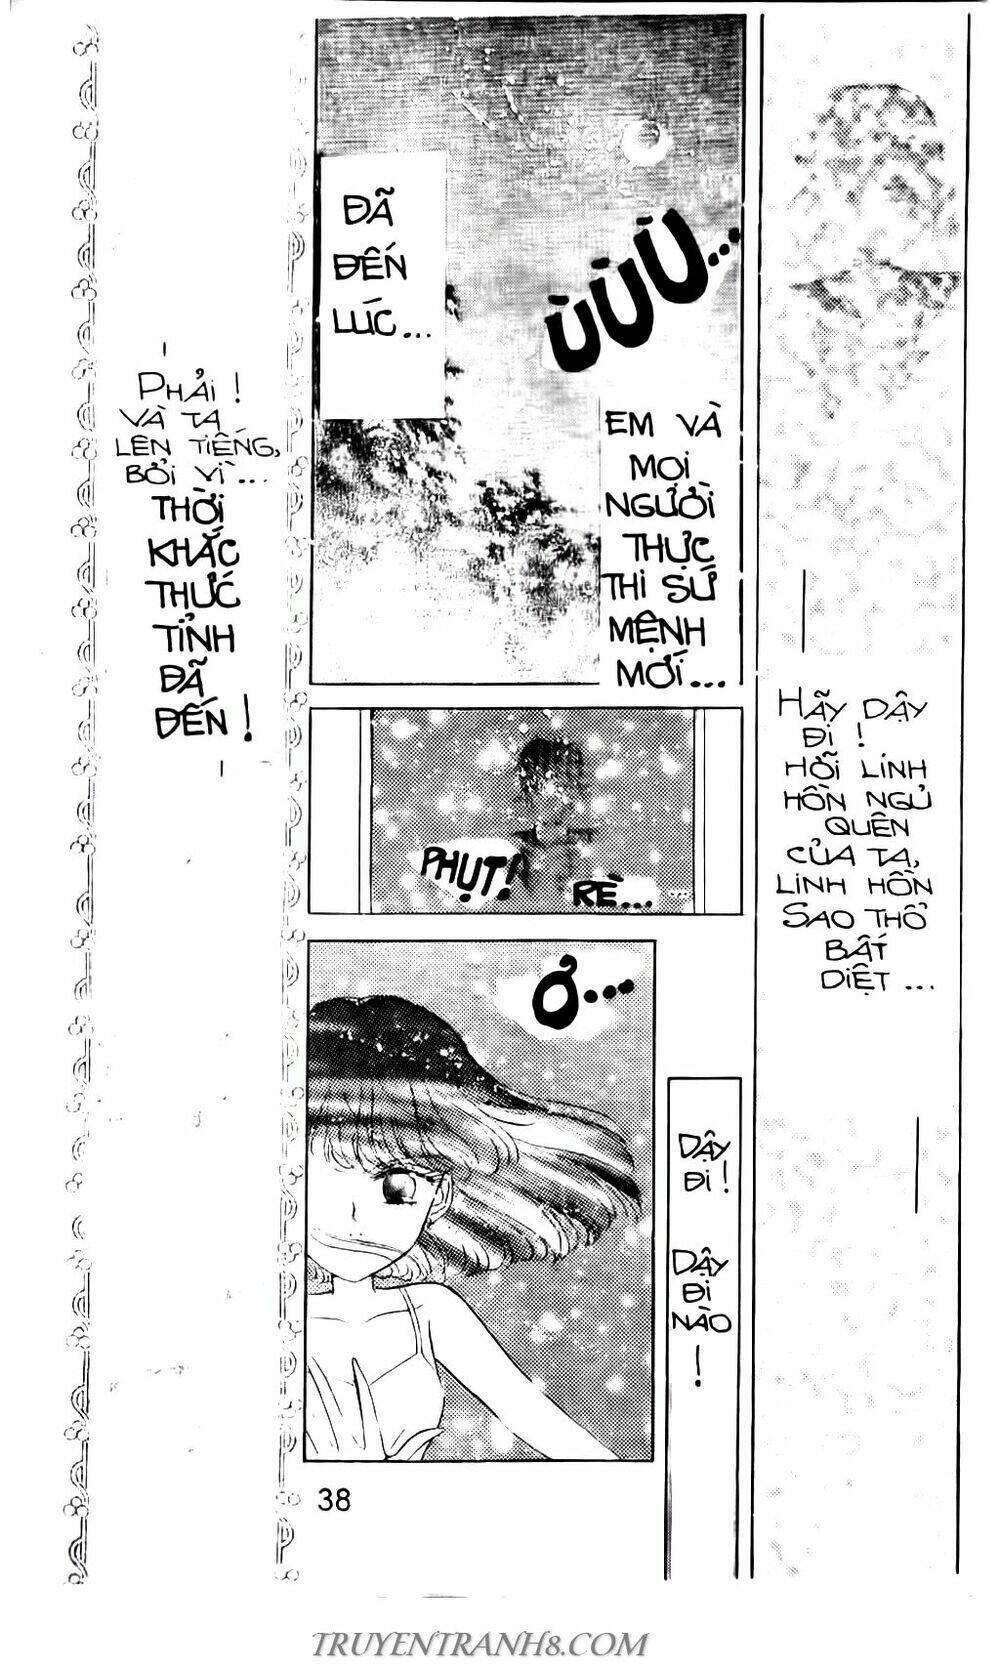 HÃY DẬY
ĐI !
HỠI LINH
HỒN NGỦ
QUÊN
CỦA TA,
LINH HỒN
SAO THỔ
BẤT
DIỆT ...
ÙÙÙ...
ĐÃ
ĐẾN
LÚC ...
EM VÀ
MỌI
NGƯỜI
THỰC
THI SỨ
MỆNH
MỚI ...
PHỤT!
RÈ...
Ở...
DẬY
ĐI !
DẬY
ĐI
NÀO
!
PHẢI !
VÀ TA
LÊN TIẾNG,
BỞI VÌ ...
THỜI
KHẮC
THỨC
TỈNH
ĐÃ
ĐẾN !
38
TRUYENTRANH8.COM